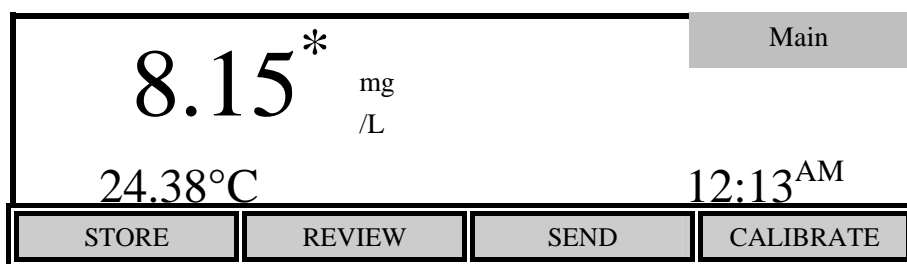 Main
8.15* mg
/L
24.38°C 12:13AM
STORE REVIEW SEND CALIBRATE